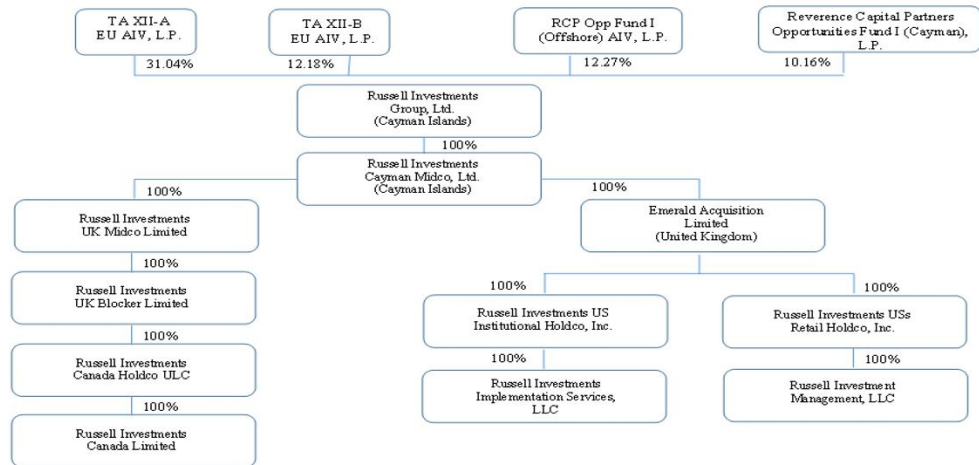 TA XII-A
EU AIV, L.P.
TA XII-B
EU AIV, L.P.
RCP Opp Fund I
(Offshore) AIV, L.P.
Reverence Capital Partners
Opportunities Fund I (Cayman),
L.P.
31.04%
12.18%
12.27%
10.16%
Russell Investments
Group, Ltd.
(Cayman Islands)
100%
Russell Investments
Cayman Midco, Ltd.
(Cayman Islands)
100%
100%
Russell Investments
UK Midco Limited
Emerald Acquisition
Limited
(United Kingdom)
100%
Russell Investments
UK Blocker Limited
100%
100%
Russell Investments US
Institutional Holdco, Inc.
Russell Investments USs
Retail Holdco, Inc.
100%
Russell Investments
Canada Holdco ULC
100%
100%
Russell Investments
Implementation Services,
LLC
Russell Investment
Management, LLC
100%
Russell Investments
Canada Limited